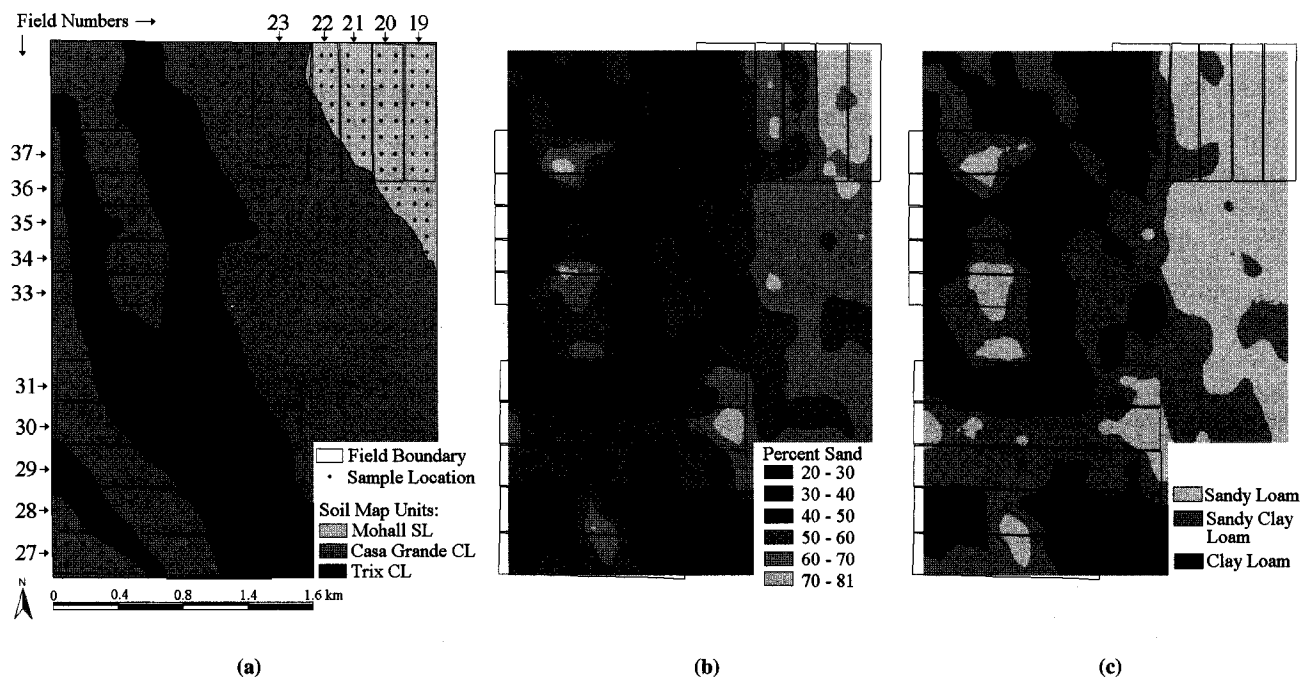 Field Numbers →
23 22 21 20 19
37
36
35
34
33
31
30
29
28
27
Field Boundary
Sample Location
Soil Map Units:
Mohall SL
Casa Grande CL
Trix CL
N
0 0.4 0.8 1.4 1.6 km
(a)
Percent Sand
20 - 30
30 - 40
40 - 50
50 - 60
60 - 70
70 - 81
(b)
Sandy Loam
Sandy Clay
Loam
Clay Loam
(c)